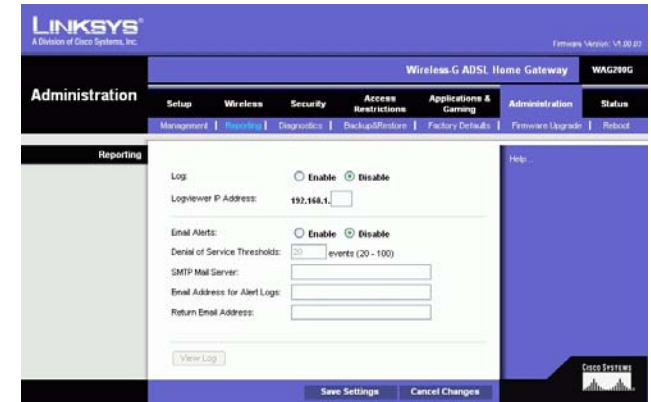 LINKSYS®
A Division of Cisco Systems, Inc.
Firmware Version: V1.00.03
Wireless-G ADSL Home Gateway WAG200G
Administration
Setup Wireless Security Access Restrictions Applications & Gaming Administration Status
Management | Reporting | Diagnostics | Backup&Restore | Factory Defaults | Firmware Upgrade | Reboot
Reporting
Help...
Log: Enable Disable
Logviewer IP Address: 192.168.1.
Email Alerts: Enable Disable
Denial of Service Thresholds: 20 events (20 - 100)
SMTP Mail Server:
Email Address for Alert Logs:
Return Email Address:
View Log
Save Settings Cancel Changes
CISCO SYSTEMS